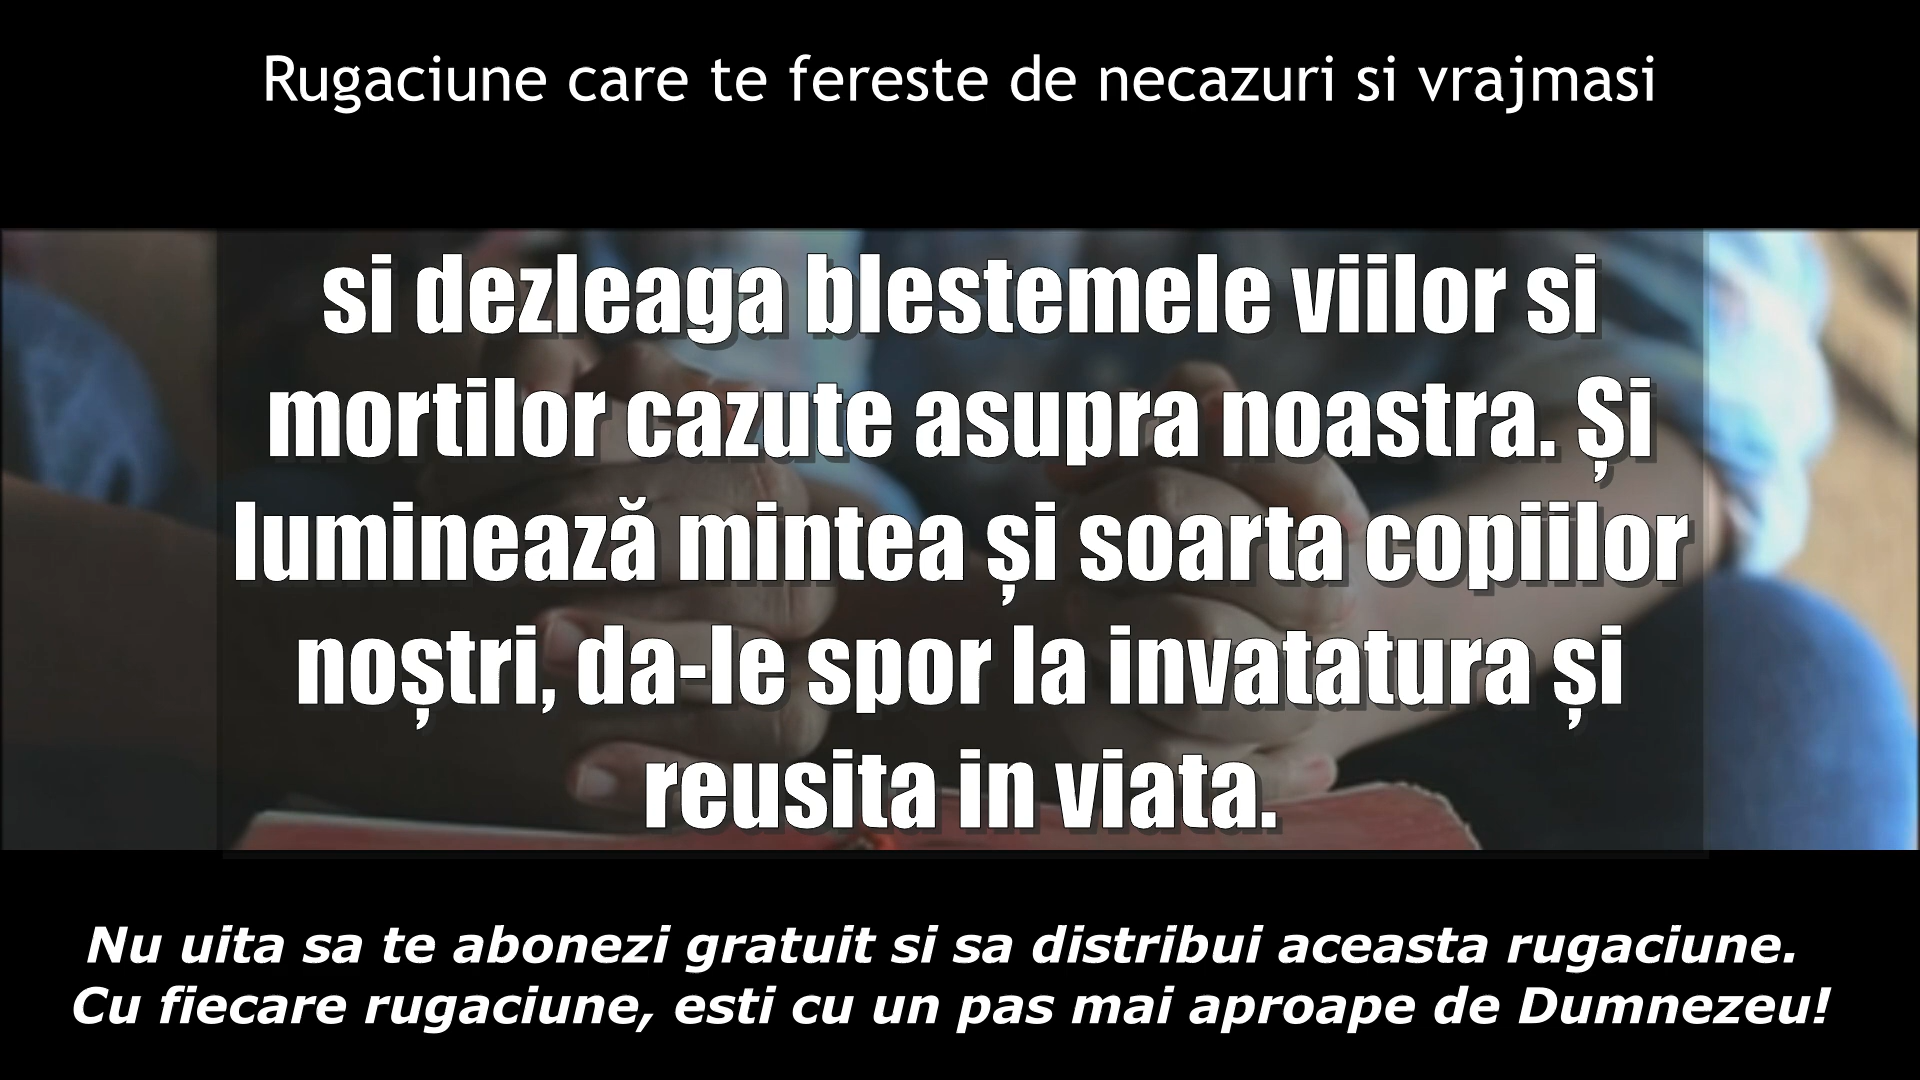 Rugaciune care te fereste de necazuri si vrajmasi
si dezleaga blestemele viilor si
mortilor cazute asupra noastra. Și
luminează mintea și soarta copiilor
noștri, da-le spor la invatatura și
reusita in viata.
Nu uita sa te abonezi gratuit si sa distribui aceasta rugaciune.
Cu fiecare rugaciune, esti cu un pas mai aproape de Dumnezeu!